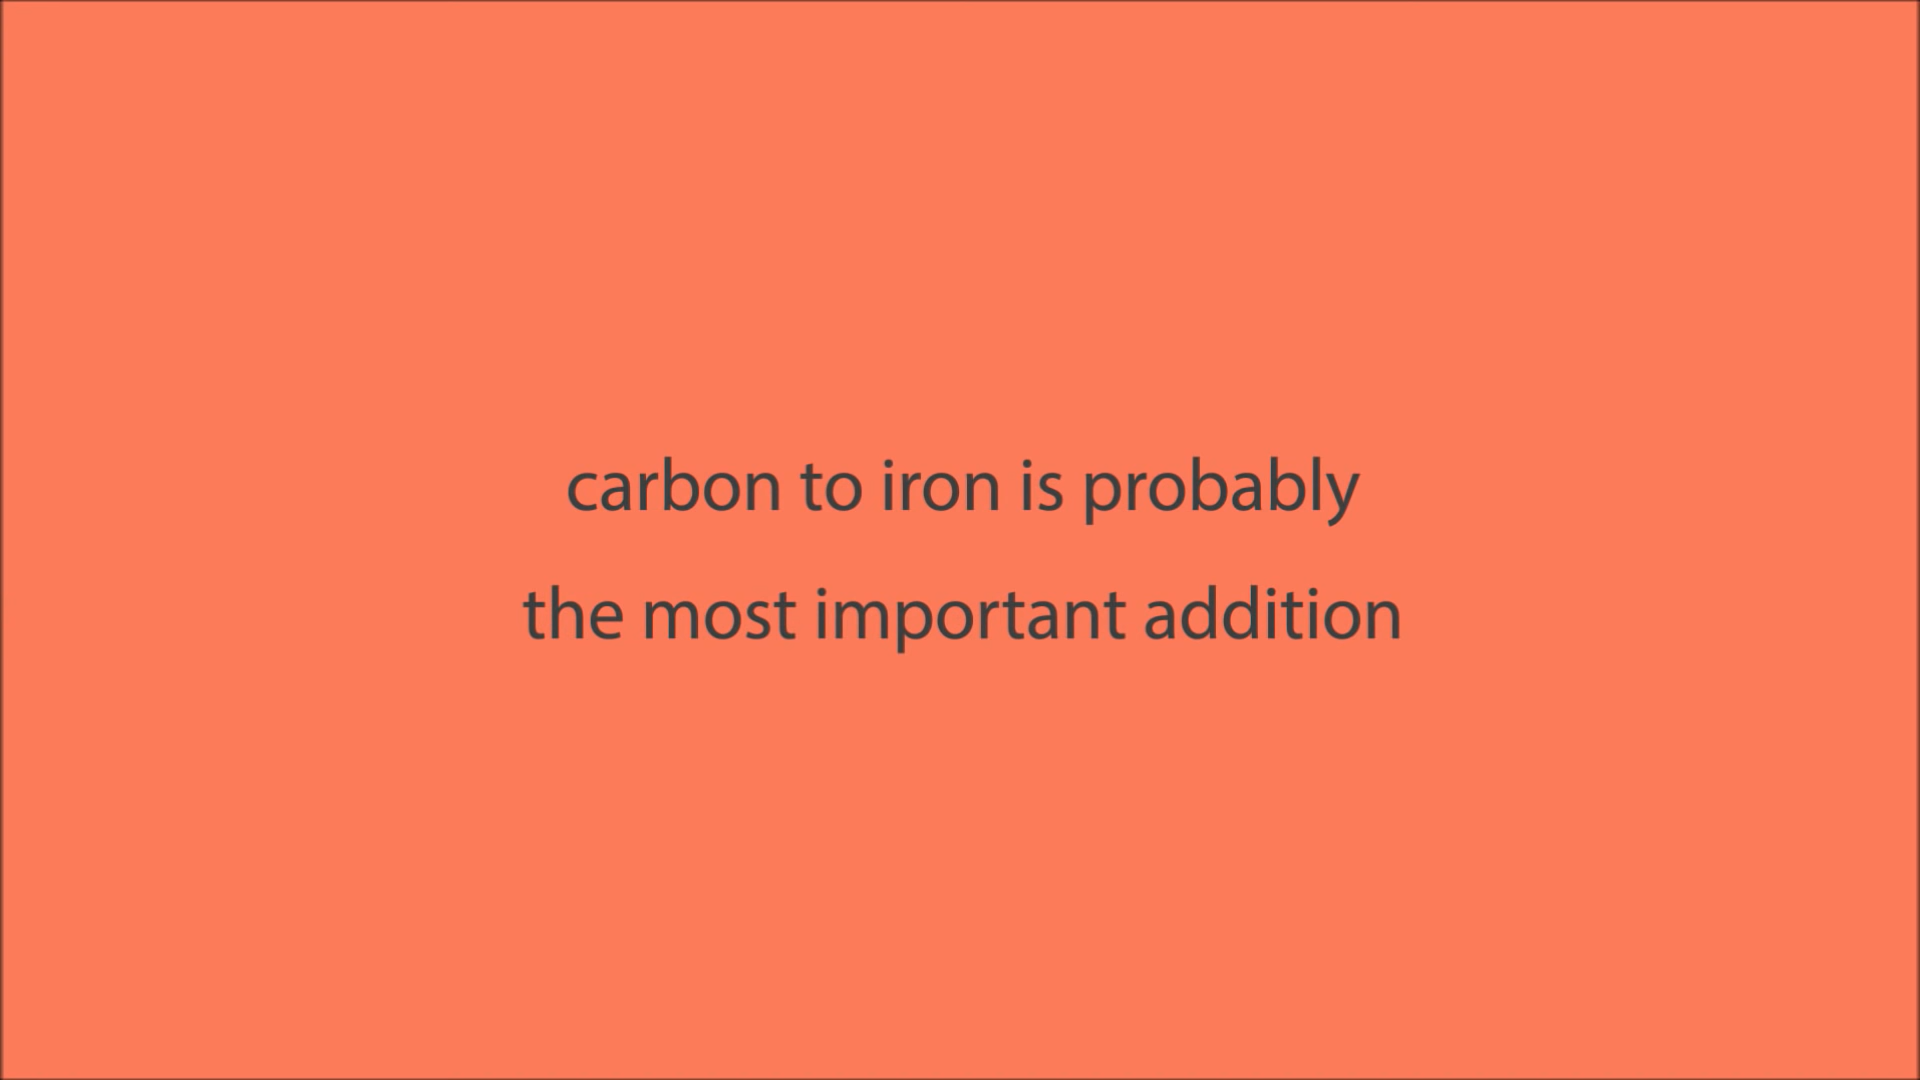 carbon to iron is probably
the most important addition